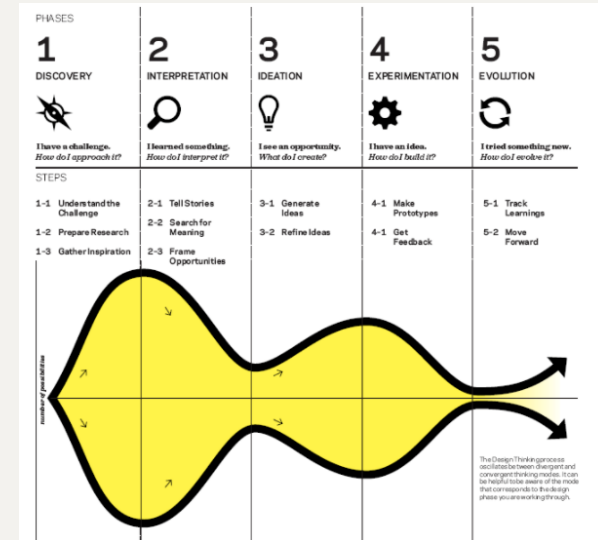 PHASES
1
DISCOVERY
I have a challenge.
How do I approach it?
2
INTERPRETATION
I learned something.
How do I interpret it?
3
IDEATION
I see an opportunity.
What do I create?
4
EXPERIMENTATION
I have an idea.
How do I build it?
5
EVOLUTION
I tried something new.
How do I evolve it?
STEPS
1-1 Understand the
Challenge
1-2 Prepare Research
1-3 Gather Inspiration
2-1 Tell Stories
2-2 Search for
Meaning
2-3 Frame
Opportunities
3-1 Generate
Ideas
3-2 Refine Ideas
4-1 Make
Prototypes
4-1 Get
Feedback
5-1 Track
Learnings
5-2 Move
Forward
number of possibilities
The Design Thinking process
oscillates between divergent and
convergent thinking modes. It can
be helpful to be aware of the mode
that corresponds to the design
phase you are working through.